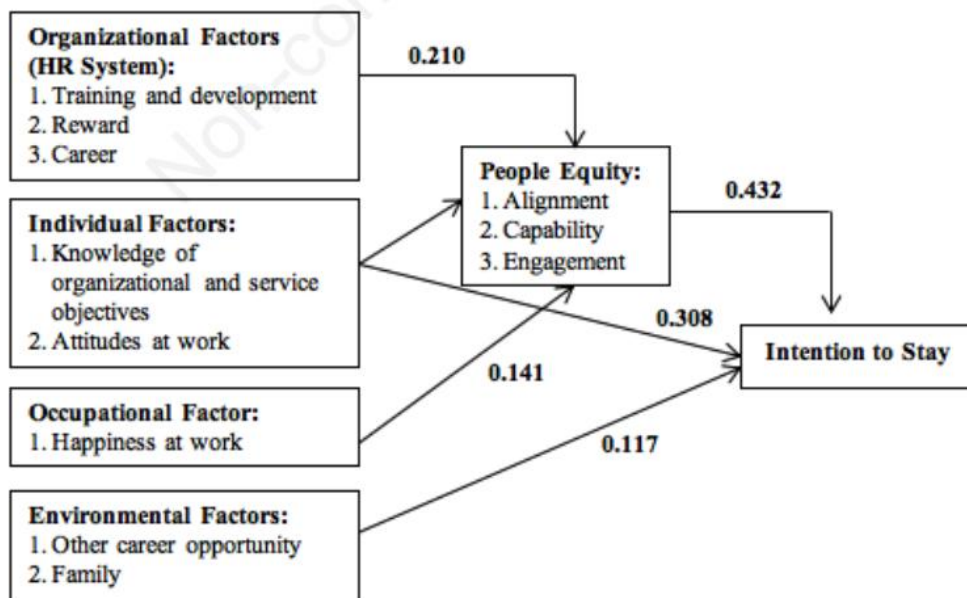 Organizational Factors
(HR System):
1. Training and development
2. Reward
3. Career
0.210
People Equity:
1. Alignment
2. Capability
3. Engagement
0.432
Individual Factors:
1. Knowledge of
organizational and service
objectives
2. Attitudes at work
0.308
Intention to Stay
0.141
Occupational Factor:
1. Happiness at work
0.117
Environmental Factors:
1. Other career opportunity
2. Family